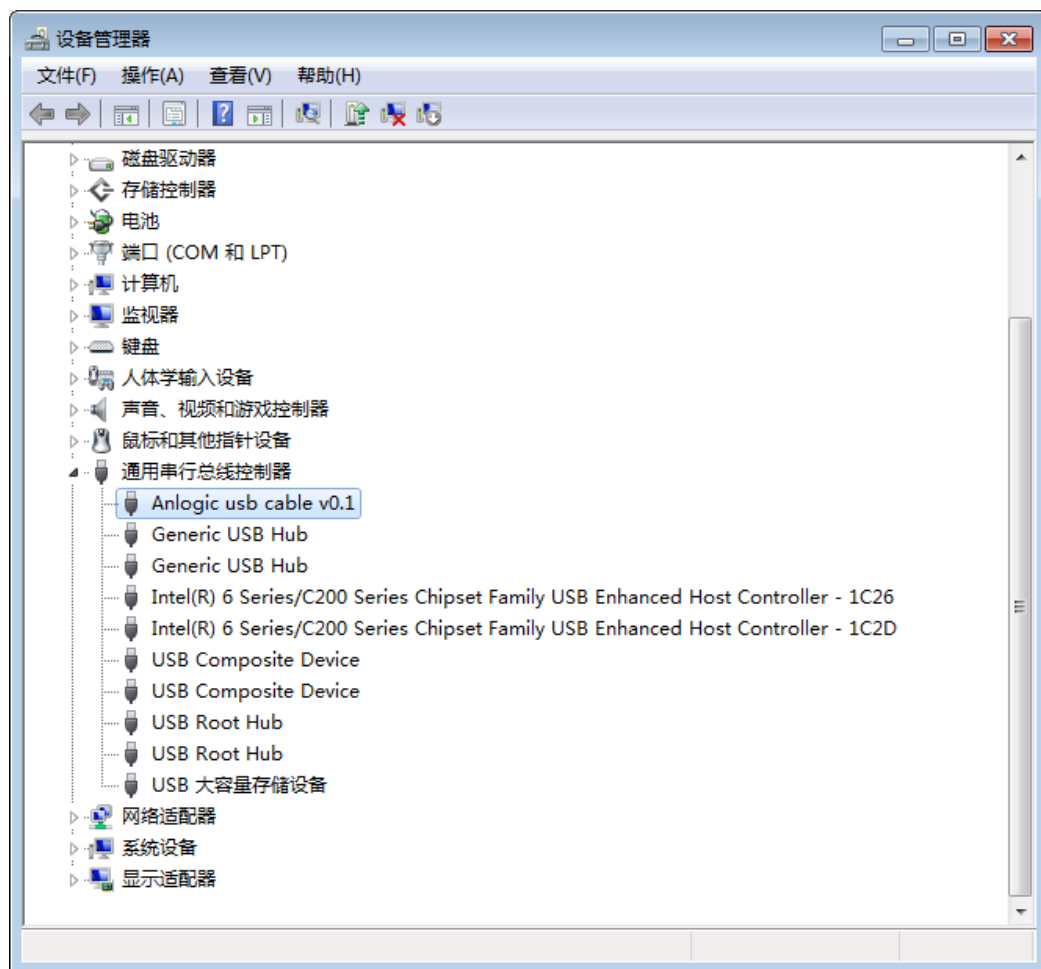 设备管理器
文件(F) 操作(A) 查看(V) 帮助(H)
磁盘驱动器
存储控制器
电池
端口 (COM 和 LPT)
计算机
监视器
键盘
人体学输入设备
声音、视频和游戏控制器
鼠标和其他指针设备
通用串行总线控制器
Anlogic usb cable v0.1
Generic USB Hub
Generic USB Hub
Intel(R) 6 Series/C200 Series Chipset Family USB Enhanced Host Controller - 1C26
Intel(R) 6 Series/C200 Series Chipset Family USB Enhanced Host Controller - 1C2D
USB Composite Device
USB Composite Device
USB Root Hub
USB Root Hub
USB 大容量存储设备
网络适配器
系统设备
显示适配器